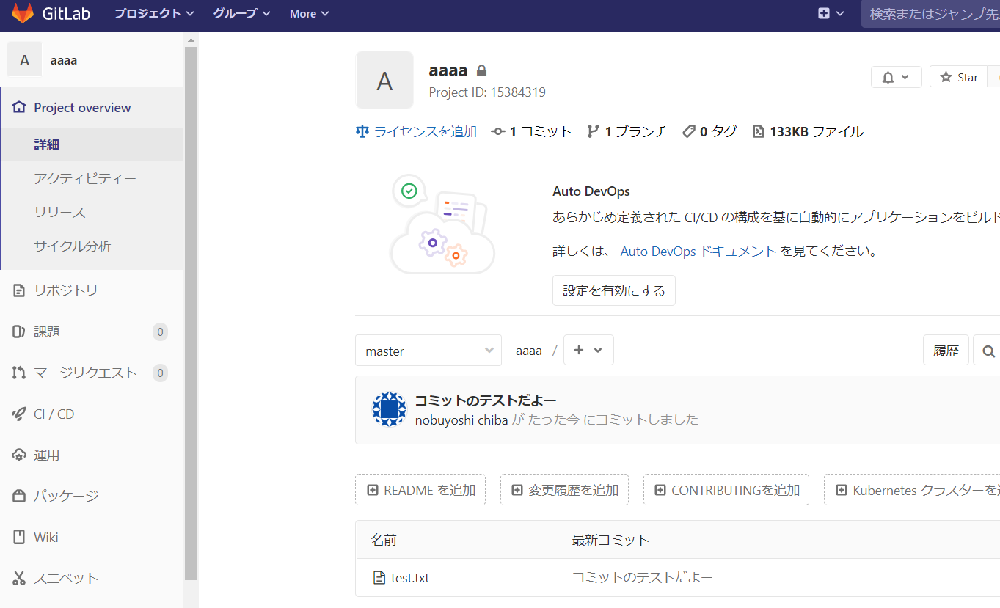 GitLab プロジェクト グループ More 検索またはジャンプ先
A aaaa
Project overview
詳細
アクティビティー
リリース
サイクル分析
リポジトリ
課題 0
マージリクエスト 0
CI / CD
運用
パッケージ
Wiki
スニペット
A
aaaa
Project ID: 15384319
Star
ライセンスを追加 1 コミット 1 ブランチ 0 タグ 133KB ファイル
Auto DevOps
あらかじめ定義された CI/CD の構成を基に自動的にアプリケーションをビルド
詳しくは、 Auto DevOps ドキュメント を見てください。
設定を有効にする
master aaaa / + 履歴
コミットのテストだよー
nobuyoshi chiba が たった今 にコミットしました
README を追加 変更履歴を追加 CONTRIBUTINGを追加 Kubernetes クラスターを
名前 最新コミット
test.txt コミットのテストだよー